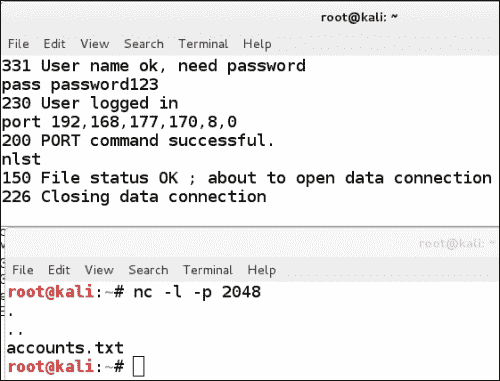 root@kali: ~
File Edit View Search Terminal Help
331 User name ok, need password
pass password123
230 User logged in
port 192,168,177,170,8,0
200 PORT command successful.
nlst
150 File status OK ; about to open data connection
226 Closing data connection
root@kali: ~
File Edit View Search Terminal Help
root@kali:~# nc -l -p 2048
.
..
accounts.txt
root@kali:~#